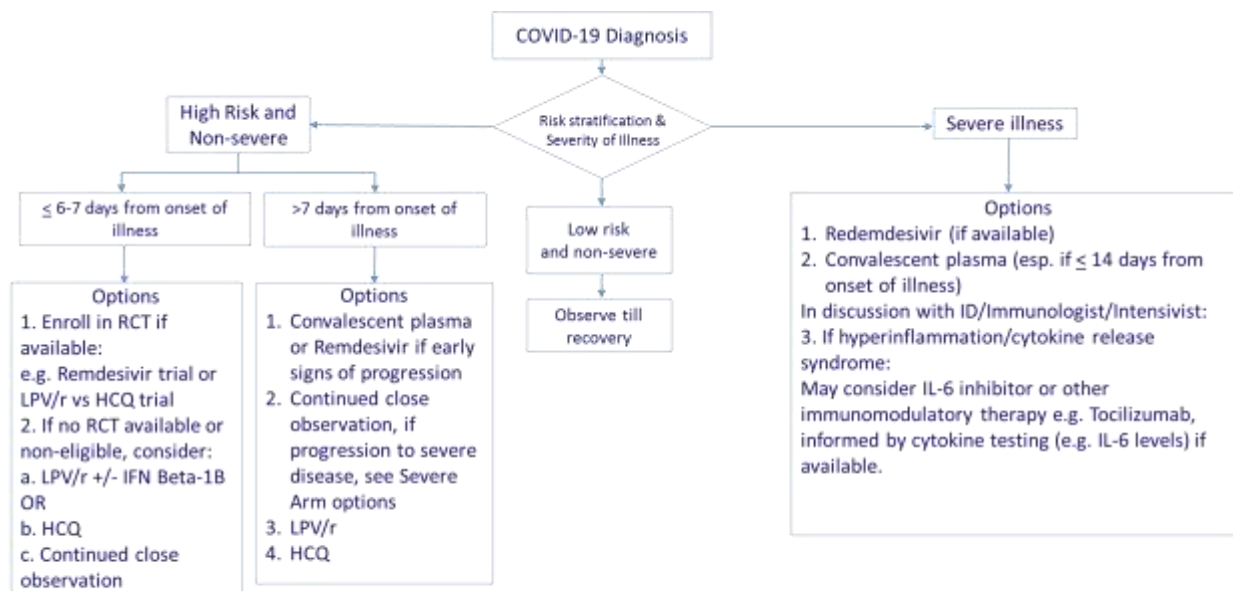 COVID-19 Diagnosis
Risk stratification &
Severity of Illness
High Risk and
Non-severe
≤ 6-7 days from onset of
illness
Options
1. Enroll in RCT if
available:
e.g. Remdesivir trial or
LPV/r vs HCQ trial
2. If no RCT available or
non-eligible, consider:
a. LPV/r +/- IFN Beta-1B
OR
b. HCQ
c. Continued close
observation
>7 days from onset of
illness
Options
1. Convalescent plasma
or Remdesivir if early
signs of progression
2. Continued close
observation, if
progression to severe
disease, see Severe
Arm options
3. LPV/r
4. HCQ
Low risk
and non-severe
Observe till
recovery
Severe illness
Options
1. Redemdesivir (if available)
2. Convalescent plasma (esp. if ≤ 14 days from
onset of illness)
In discussion with ID/Immunologist/Intensivist:
3. If hyperinflammation/cytokine release
syndrome:
May consider IL-6 inhibitor or other
immunomodulatory therapy e.g. Tocilizumab,
informed by cytokine testing (e.g. IL-6 levels) if
available.